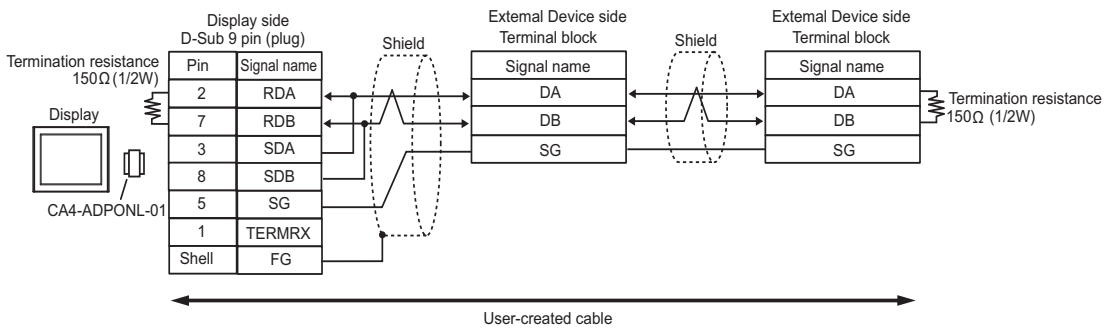 Display side
D-Sub 9 pin (plug)
Termination resistance
150Ω (1/2W)
Pin Signal name
2 RDA
7 RDB
3 SDA
8 SDB
5 SG
1 TERMRX
Shell FG
Display
CA4-ADPONL-01
Shield
External Device side
Terminal block
Signal name
DA
DB
SG
Shield
External Device side
Terminal block
Signal name
DA
DB
SG
Termination resistance
150Ω (1/2W)
User-created cable